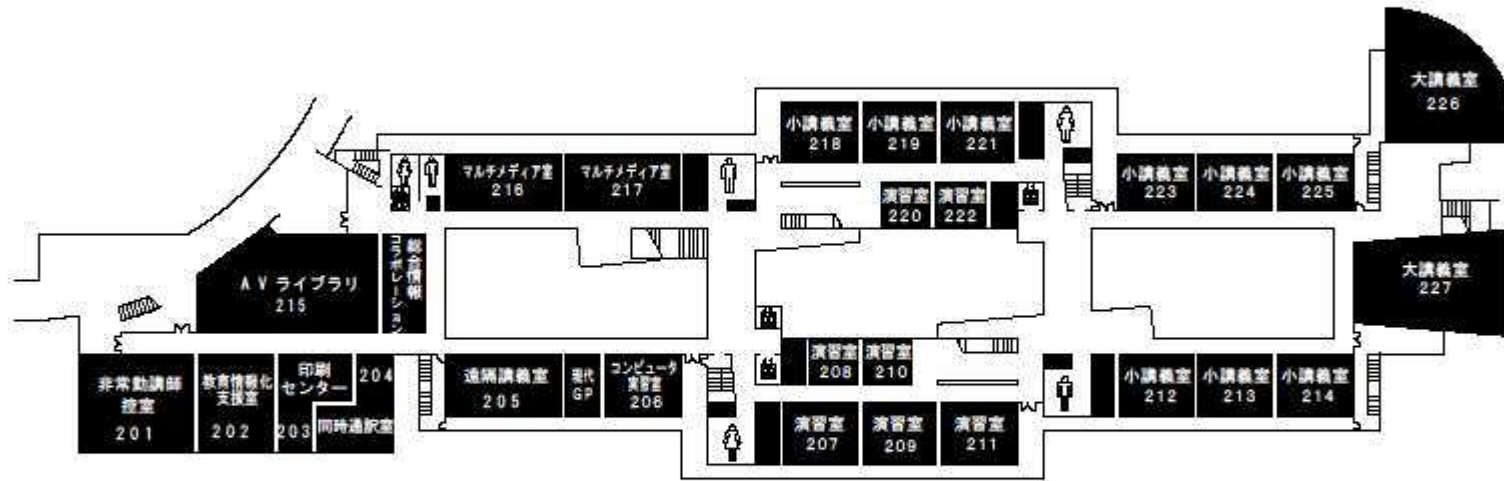 大講義室
226
小講義室
218
小講義室
219
小講義室
221
マルチメディア室
216
マルチメディア室
217
小講義室
223
小講義室
224
小講義室
225
演習室
220
演習室
222
総合情報
コラボレーション
AVライブラリ
215
大講義室
227
非常勤講師
控室
201
教育情報化
支援室
202
印刷
センター
203
204
同時通訳室
遠隔講義室
205
現代
GP
コンピュータ
演習室
206
演習室
208
演習室
210
小講義室
212
小講義室
213
小講義室
214
演習室
207
演習室
209
演習室
211